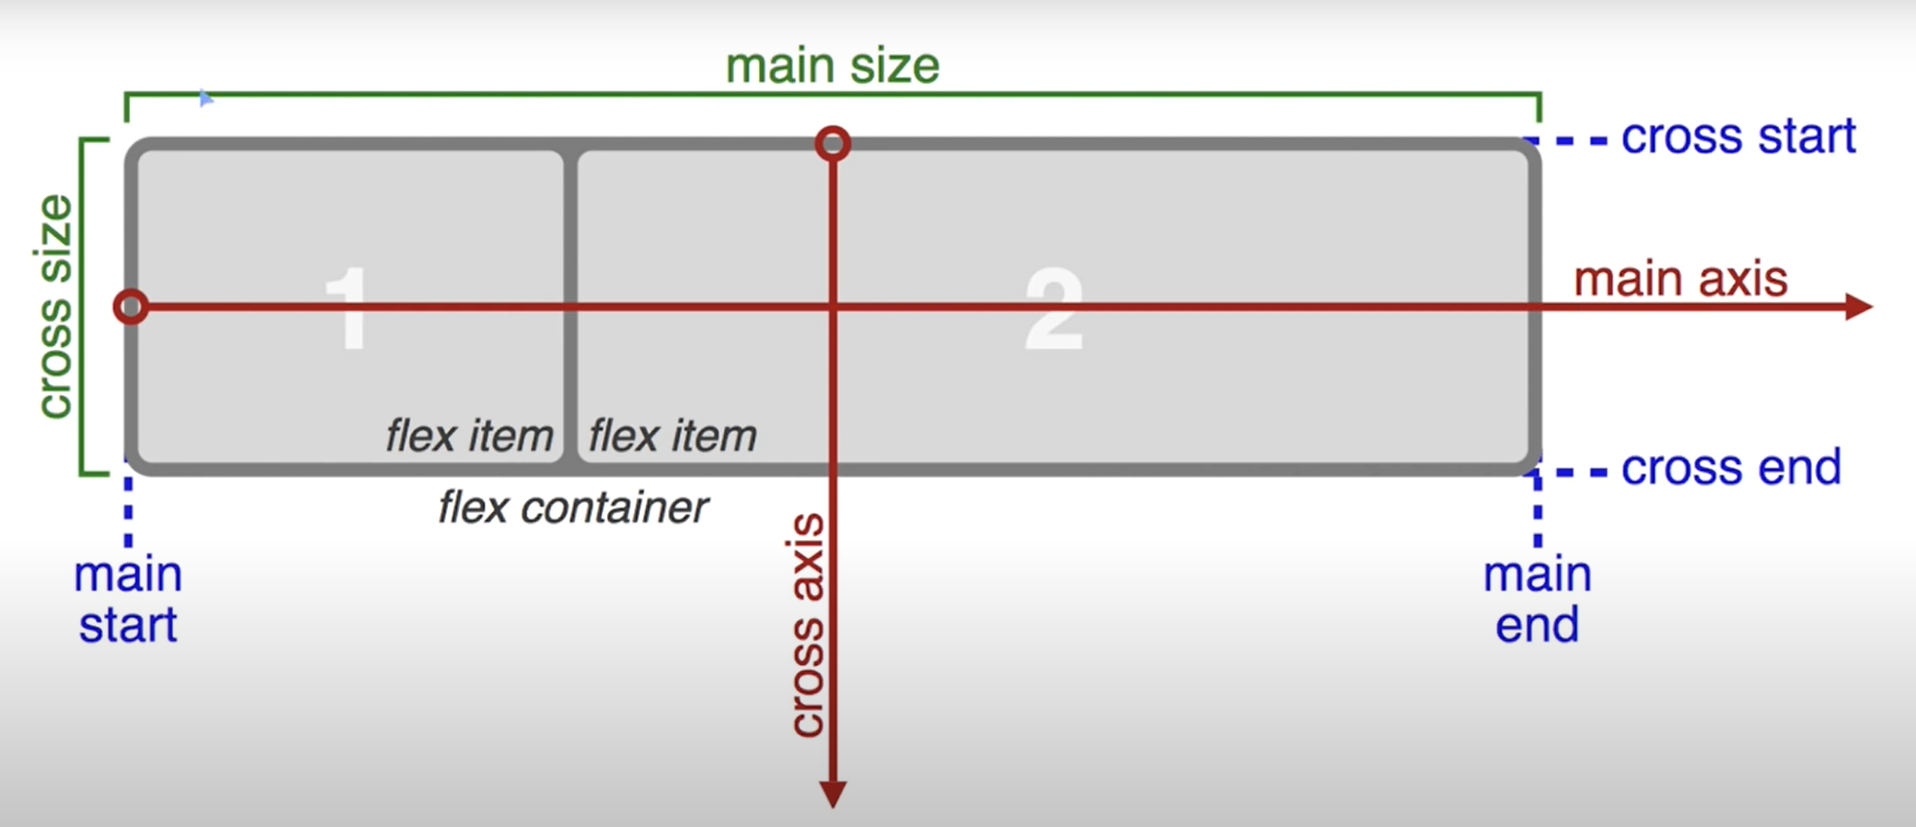 main size
cross start
cross size
1
2
main axis
flex item
flex item
cross end
flex container
cross axis
main
start
main
end